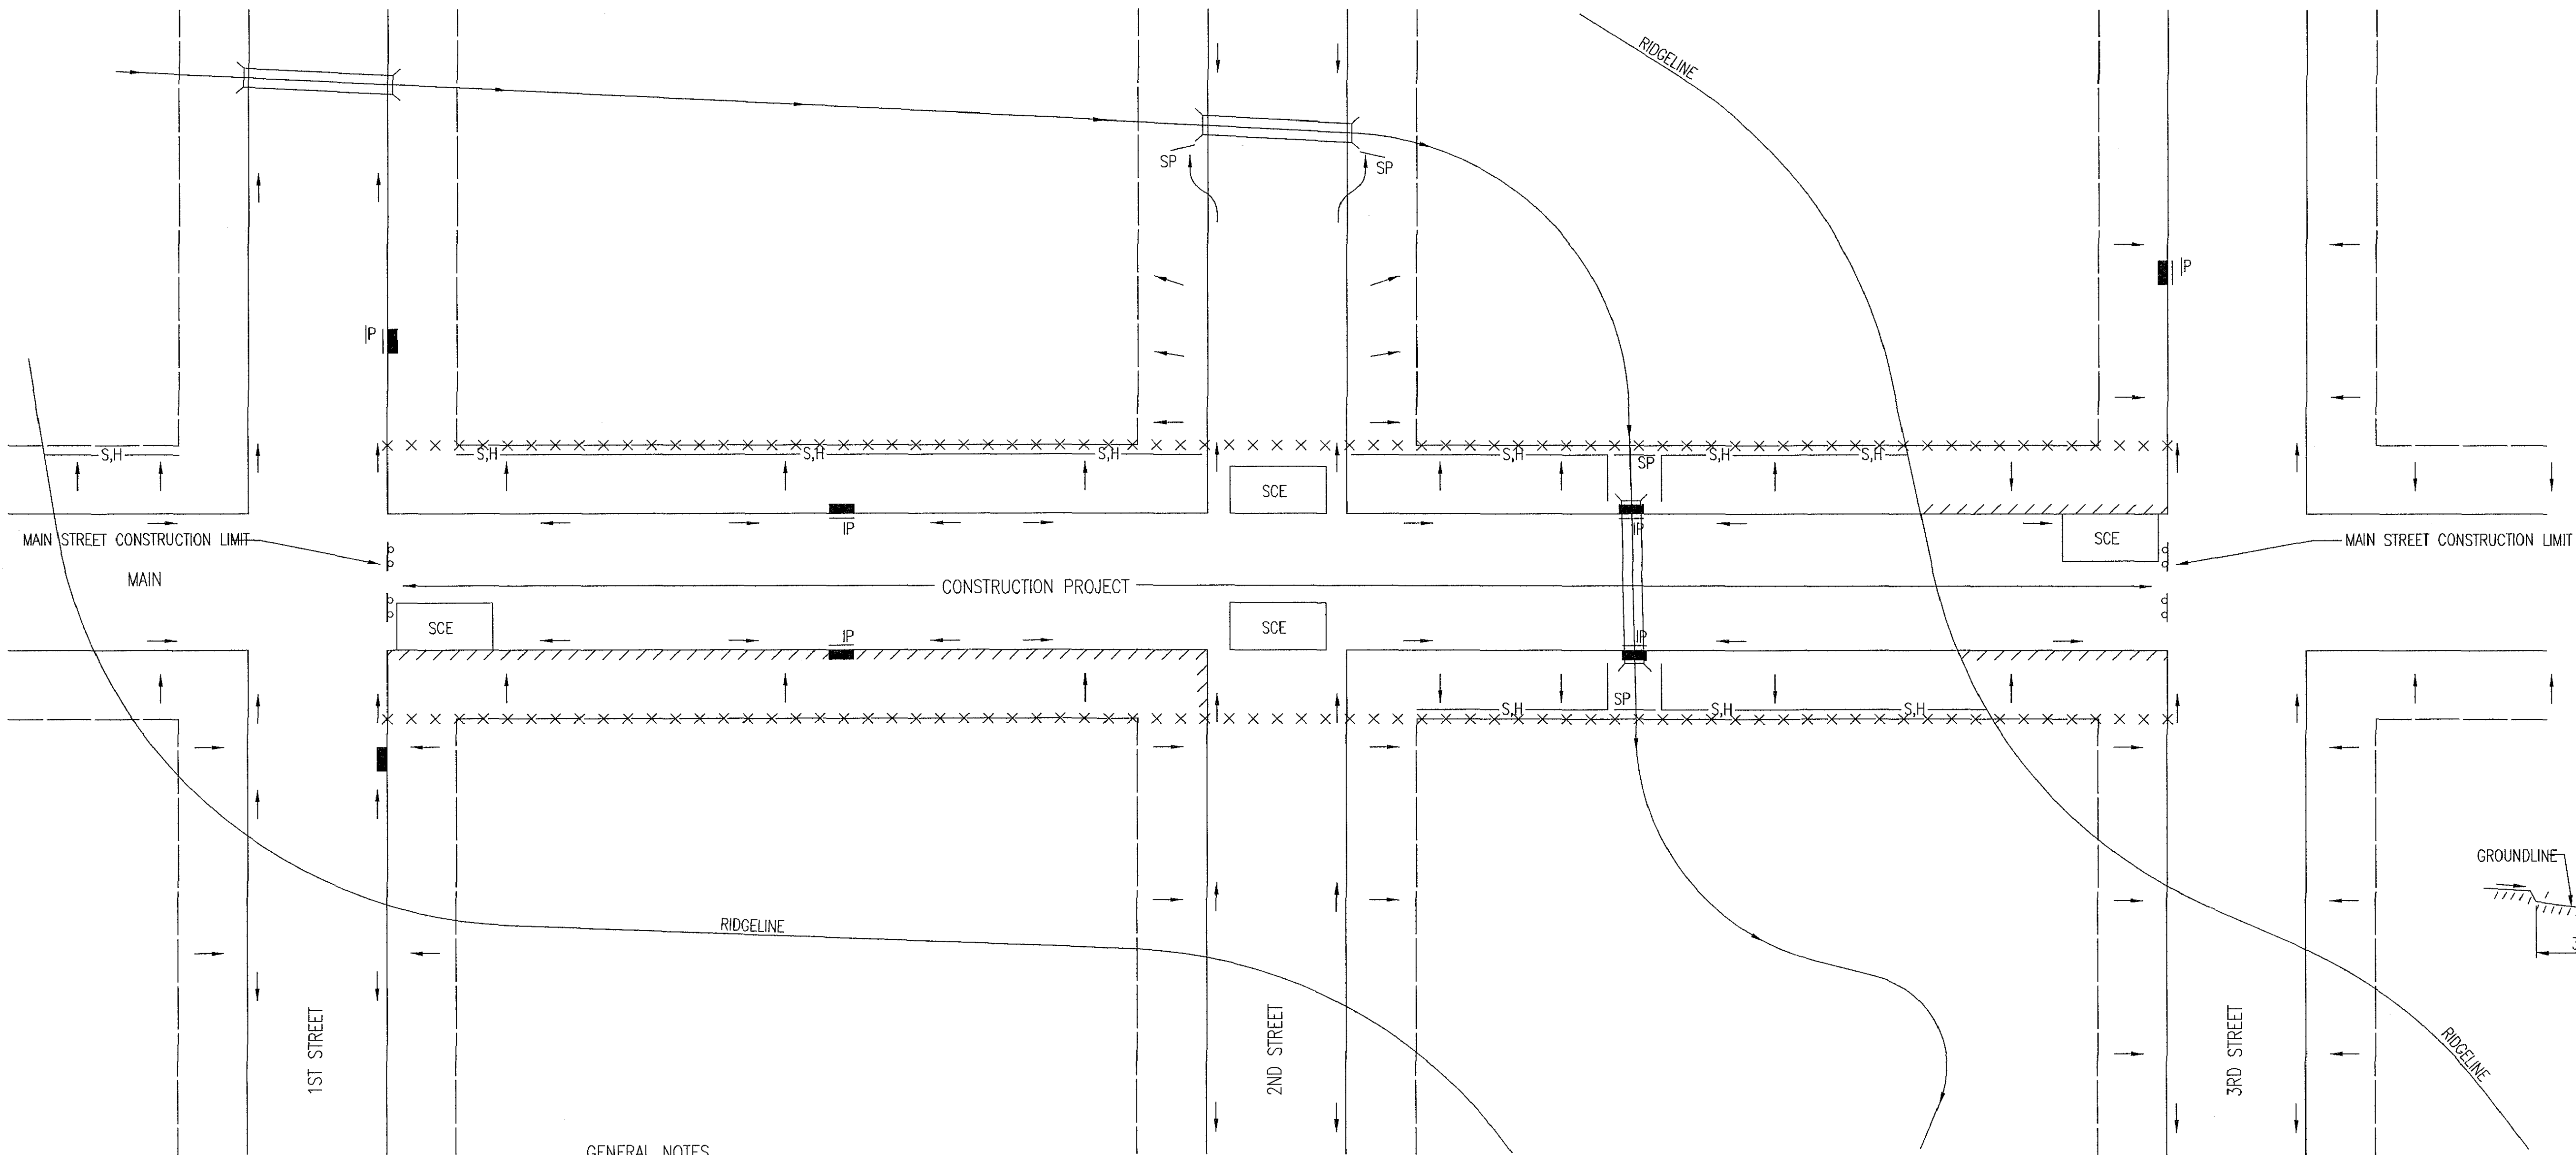 RIDGELINE
SP
SP
IP
IP
S,H
S,H
S,H
S,H
S,H
SP
S,H
S,H
SCE
MAIN STREET CONSTRUCTION LIMIT
IP
IP
SCE
MAIN STREET CONSTRUCTION LIMIT
MAIN
CONSTRUCTION PROJECT
SCE
SCE
IP
IP
SP
S,H
S,H
S,H
GROUNDLINE
RIDGELINE
3
1ST STREET
2ND STREET
3RD STREET
RIDGELINE
GENERAL NOTES